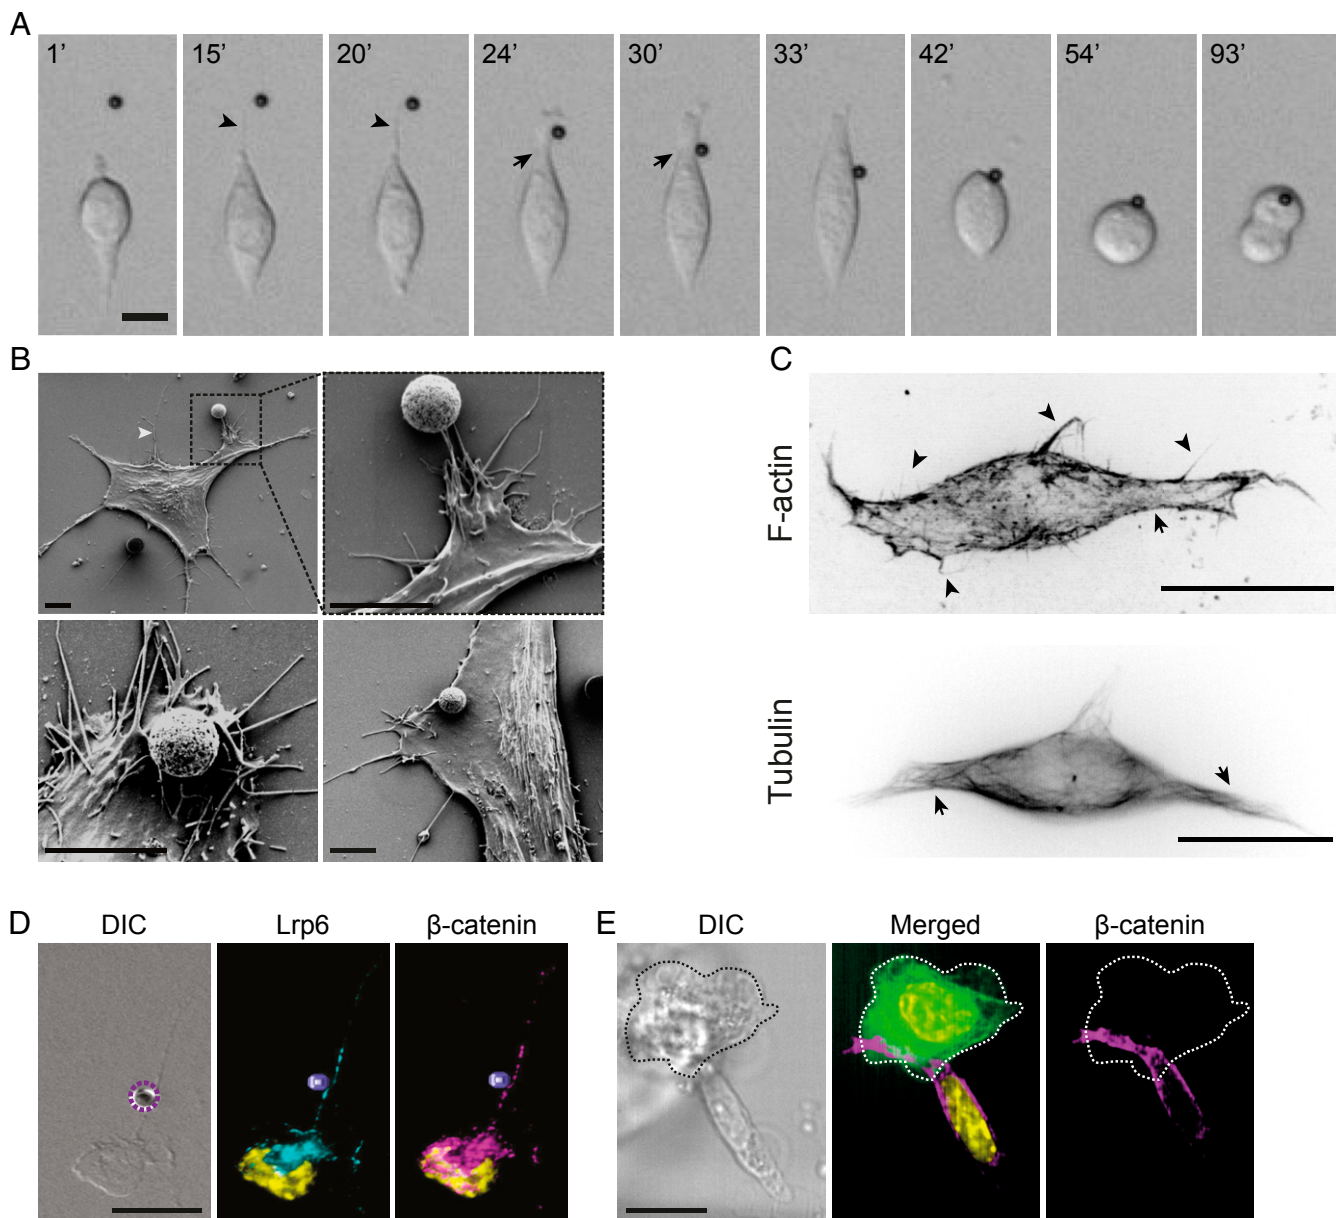 A
1’ 15’ 20’ 24’ 30’ 33’ 42’ 54’ 93’
B
C
F-actin
Tubulin
D DIC Lrp6 β-catenin
E DIC Merged β-catenin